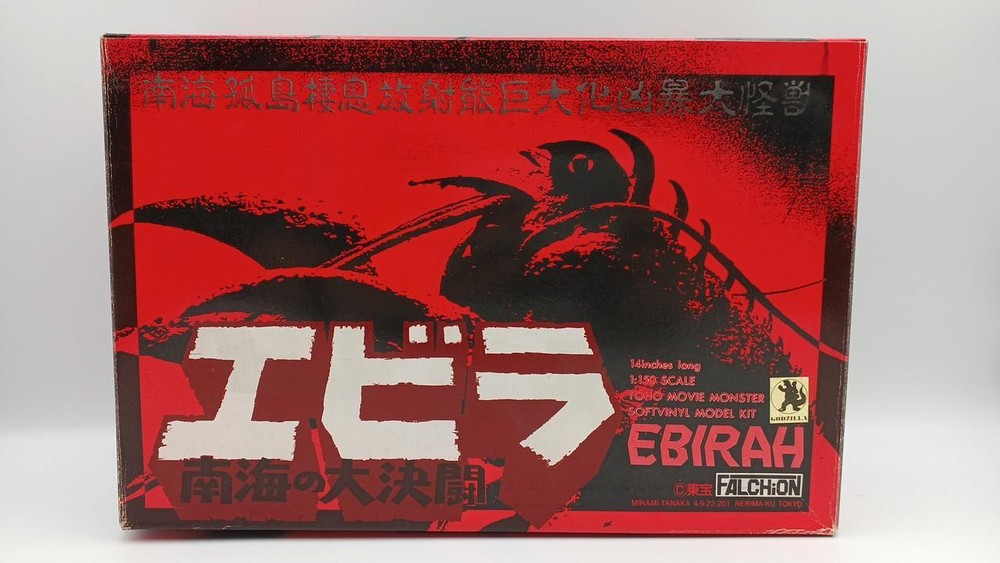 南海孤島棲息放射能巨大化凶暴大怪獣
エビラ
南海の大決闘
14inches long
1:150 SCALE
TOHO MOVIE MONSTER
SOFTVINYL MODEL KIT
GODZILLA
EBIRAH
©東宝 FALCHiON
MINAMI TANAKA 4-9-22 201. NERIMA-KU TOKYO